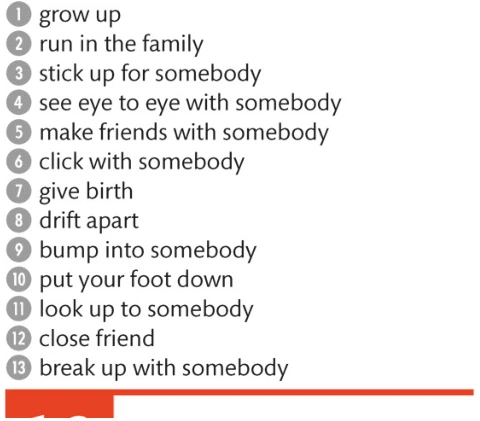 1 grow up
2 run in the family
3 stick up for somebody
4 see eye to eye with somebody
5 make friends with somebody
6 click with somebody
7 give birth
8 drift apart
9 bump into somebody
10 put your foot down
11 look up to somebody
12 close friend
13 break up with somebody